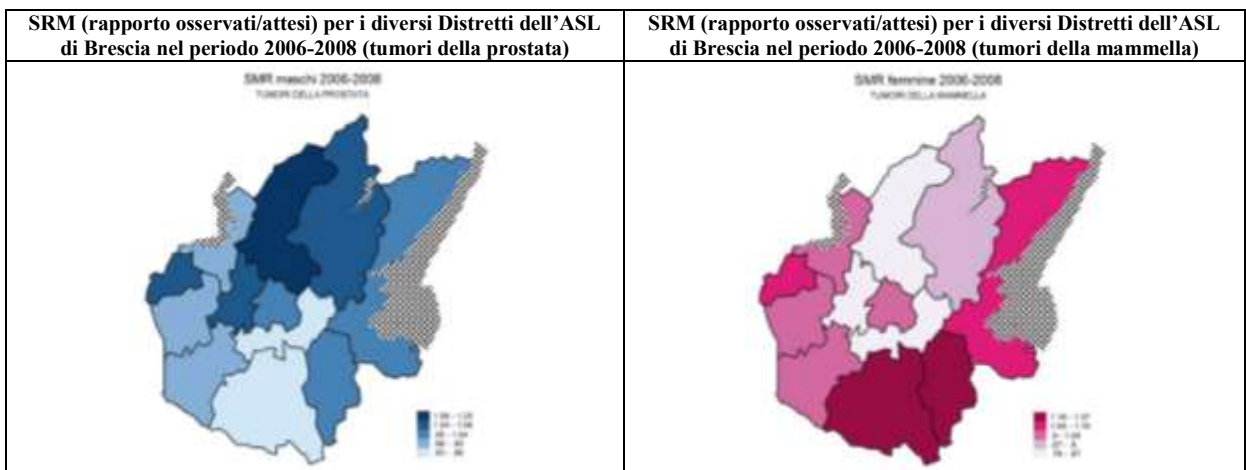 SRM (rapporto osservati/attesi) per i diversi Distretti dell'ASL
di Brescia nel periodo 2006-2008 (tumori della prostata)
SRM (rapporto osservati/attesi) per i diversi Distretti dell'ASL
di Brescia nel periodo 2006-2008 (tumori della mammella)
SMR maschi 2006-2008
TUMORI DELLA PROSTATA
SMR femmine 2006-2008
TUMORI DELLA MAMMELLA